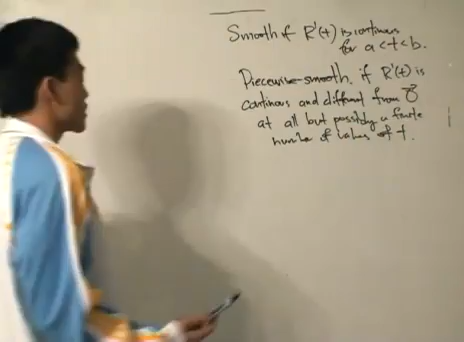 Smooth if R'(t) is continuous
for a < t < b.
Piecewise-smooth, if R'(t) is
continuous and different from 0⃗
at all but possibly a finite
number of values of t.